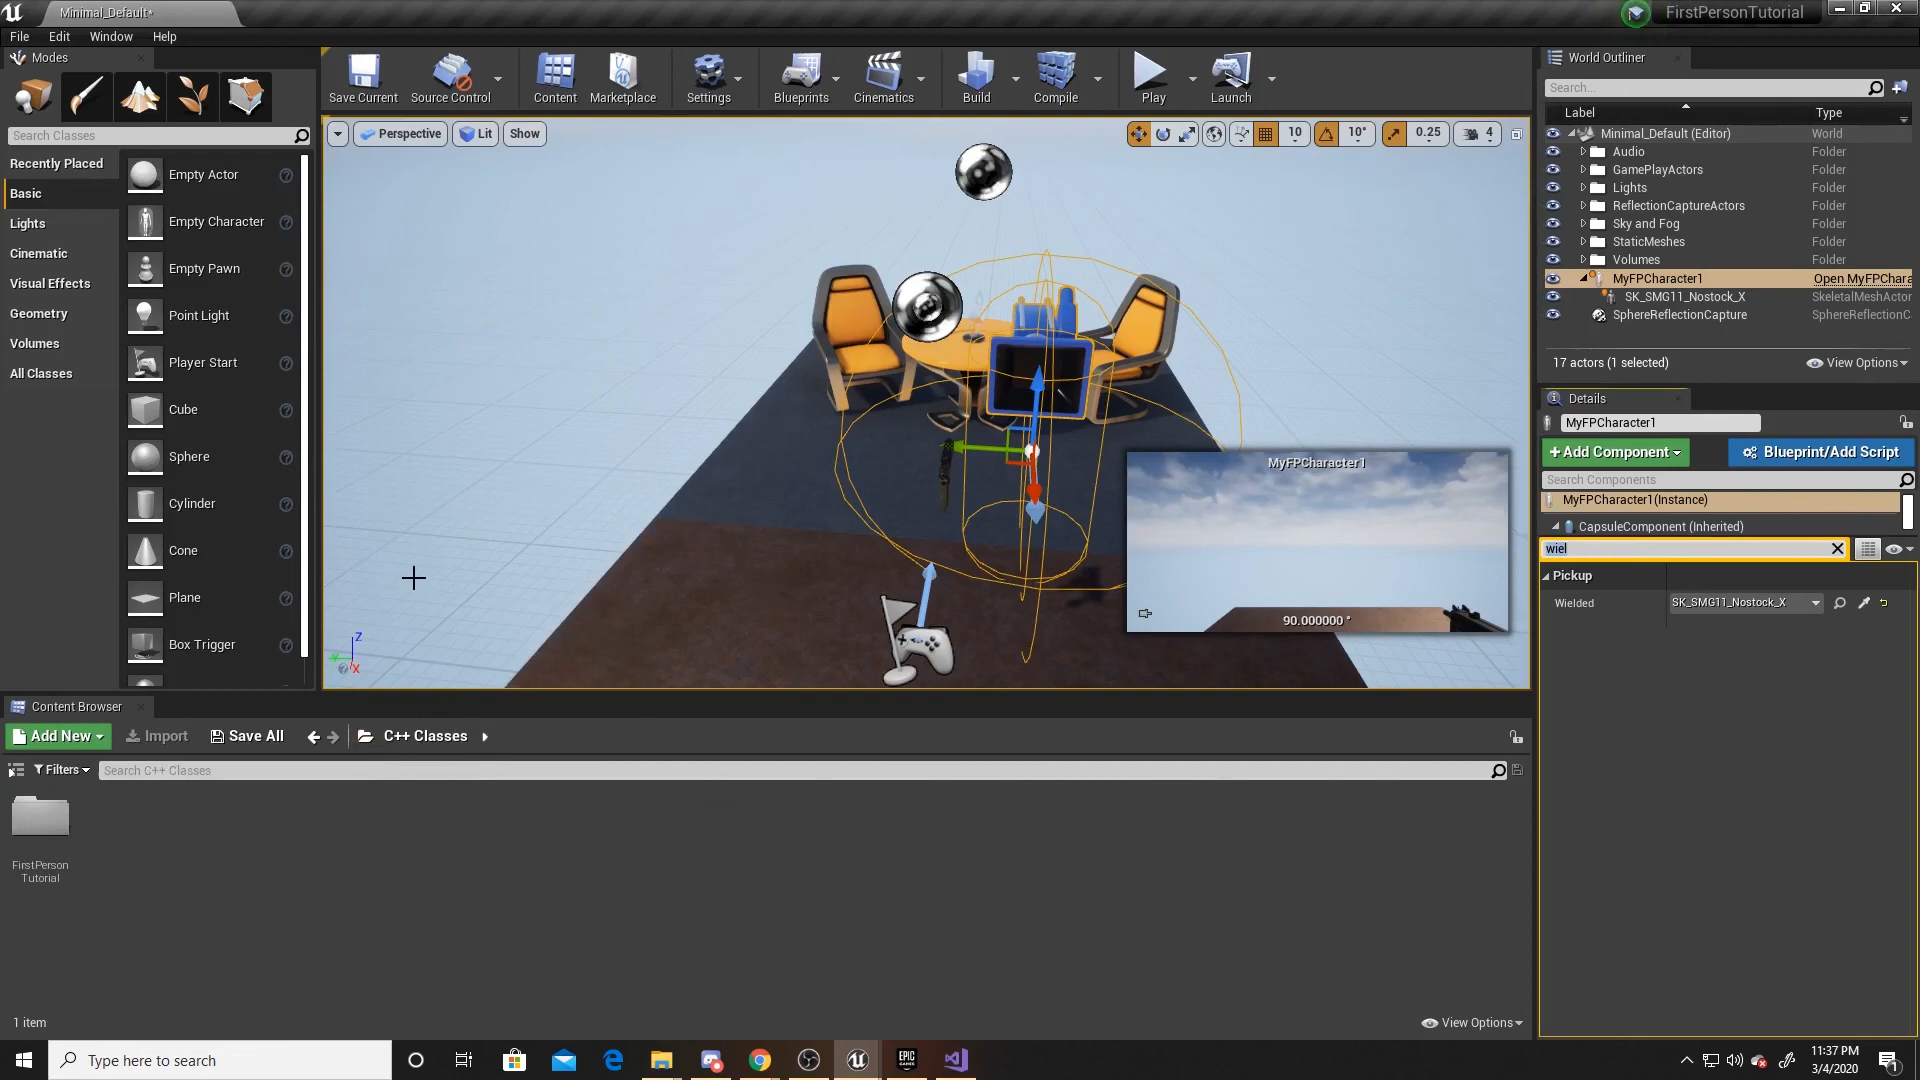 Minimal_Default*
FirstPersonTutorial
File Edit Window Help
Modes
Search Classes
Recently Placed
Basic
Lights
Cinematic
Visual Effects
Geometry
Volumes
All Classes
Empty Actor
Empty Character
Empty Pawn
Point Light
Player Start
Cube
Sphere
Cylinder
Cone
Plane
Box Trigger
Save Current
Source Control
Content
Marketplace
Settings
Blueprints
Cinematics
Build
Compile
Play
Launch
Perspective Lit Show
10 10° 0.25 4
Z
X
MyFPCharacter1
90.000000 °
World Outliner
Search...
Label Type
Minimal_Default (Editor) World
Audio Folder
GamePlayActors Folder
Lights Folder
ReflectionCaptureActors Folder
Sky and Fog Folder
StaticMeshes Folder
Volumes Folder
MyFPCharacter1 Open MyFPChara
SK_SMG11_Nostock_X SkeletalMeshActor
SphereReflectionCapture SphereReflectionC
17 actors (1 selected) View Options
Details
MyFPCharacter1
+Add Component Blueprint/Add Script
Search Components
MyFPCharacter1(Instance)
CapsuleComponent (Inherited)
wiel
Pickup
Wielded SK_SMG11_Nostock_X
Content Browser
Add New Import Save All C++ Classes
Filters Search C++ Classes
FirstPerson
Tutorial
1 item View Options
Type here to search
EPIC
GAMES
11:37 PM
3/4/2020
1